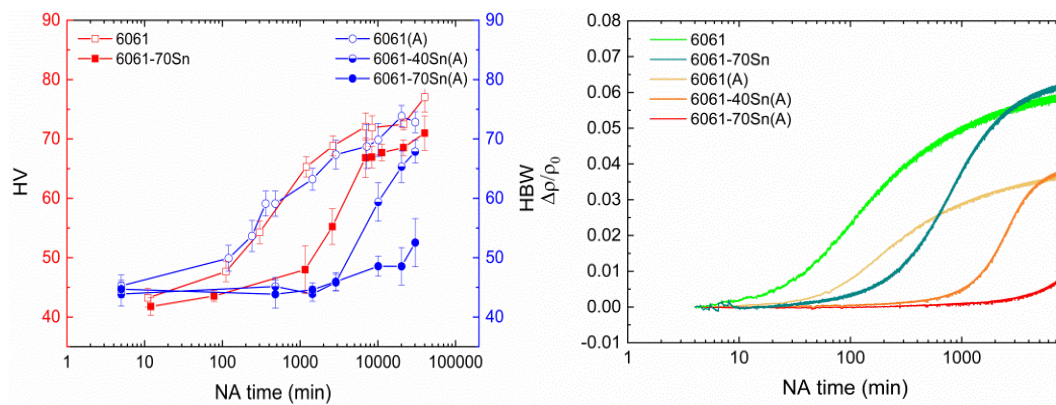 90
80
70
60
50
40
HV
6061
6061-70Sn
6061(A)
6061-40Sn(A)
6061-70Sn(A)
90
80
70
60
50
40
HBW
1
10
100
1000
10000
100000
NA time (min)
0.08
0.07
0.06
0.05
0.04
0.03
0.02
0.01
0.00
-0.01
Δρ/ρ0
6061
6061-70Sn
6061(A)
6061-40Sn(A)
6061-70Sn(A)
1
10
100
1000
NA time (min)